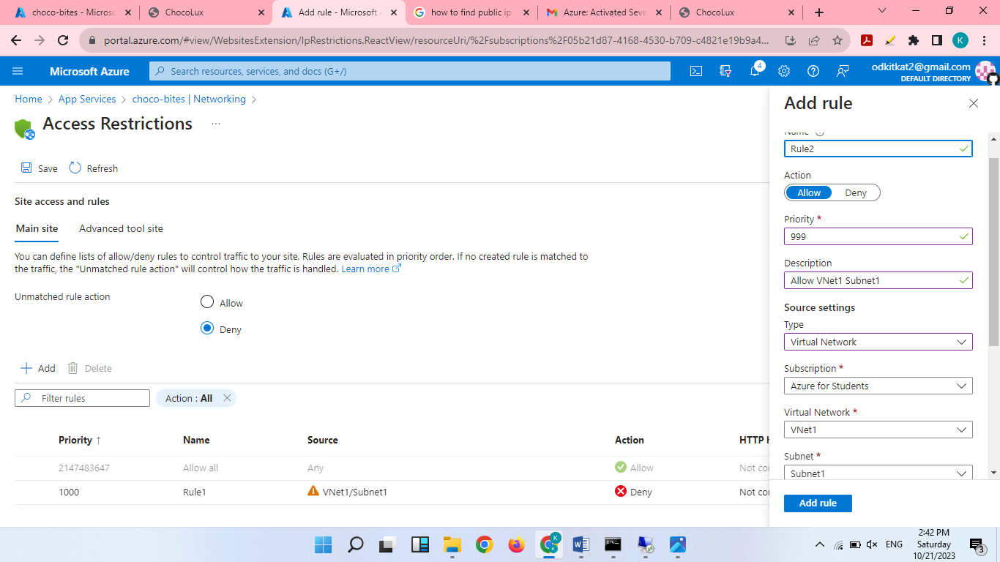 choco-bites - Microso
ChocoLux
Add rule - Microsoft A
how to find public ip
Azure: Activated Seve
ChocoLux
portal.azure.com/#view/WebsitesExtension/IpRestrictions.ReactView/resourceUri/%2Fsubscriptions%2F05b21d87-4168-4530-b709-c4821e19b9a4...
K
Microsoft Azure
Search resources, services, and docs (G+/)
4
odkitkat2@gmail.com
DEFAULT DIRECTORY
Home > App Services > choco-bites | Networking >
Access Restrictions
...
Save
Refresh
Site access and rules
Main site
Advanced tool site
You can define lists of allow/deny rules to control traffic to your site. Rules are evaluated in priority order. If no created rule is matched to
the traffic, the "Unmatched rule action" will control how the traffic is handled. Learn more
Unmatched rule action
Allow
Deny
Add
Delete
Filter rules
Action : All
Priority ↑
Name
Source
Action
HTTP H
2147483647
Allow all
Any
Allow
Not con
1000
Rule1
VNet1/Subnet1
Deny
Not con
Add rule
Name
Rule2
Action
Allow
Deny
Priority *
999
Description
Allow VNet1 Subnet1
Source settings
Type
Virtual Network
Subscription *
Azure for Students
Virtual Network *
VNet1
Subnet *
Subnet1
Add rule
K
ENG
2:42 PM
Saturday
10/21/2023
3